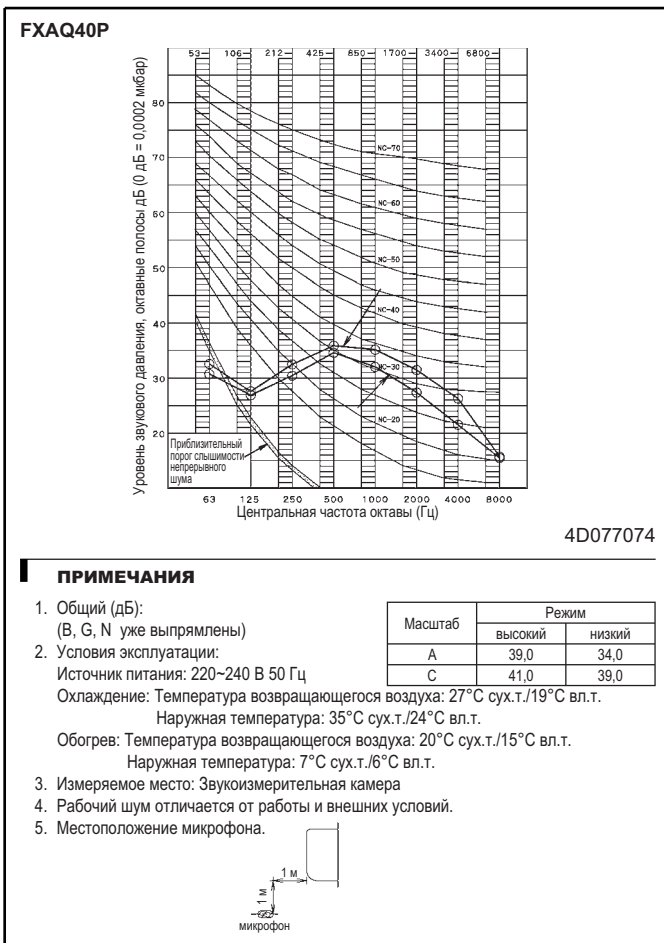 FXAQ40P
53 106 212 425 850 1700 3400 6800
Уровень звукового давления, октавные полосы дБ (0 дБ = 0,0002 мкбар)
80
70
60
50
40
30
20
NC-70
NC-60
NC-50
NC-40
NC-30
NC-20
Приблизительный
порог слышимости
непрерывного
шума
63 125 250 500 1000 2000 4000 8000
Центральная частота октавы (Гц)
4D077074
ПРИМЕЧАНИЯ
1. Общий (дБ):
(B, G, N уже выпрямлены)
Масштаб Режим
высокий низкий
A 39,0 34,0
C 41,0 39,0
2. Условия эксплуатации:
Источник питания: 220~240 В 50 Гц
Охлаждение: Температура возвращающегося воздуха: 27°C сух.т./19°C вл.т.
Наружная температура: 35°C сух.т./24°C вл.т.
Обогрев: Температура возвращающегося воздуха: 20°C сух.т./15°C вл.т.
Наружная температура: 7°C сух.т./6°C вл.т.
3. Измеряемое место: Звукоизмерительная камера
4. Рабочий шум отличается от работы и внешних условий.
5. Местоположение микрофона.
1 м
1 м
микрофон